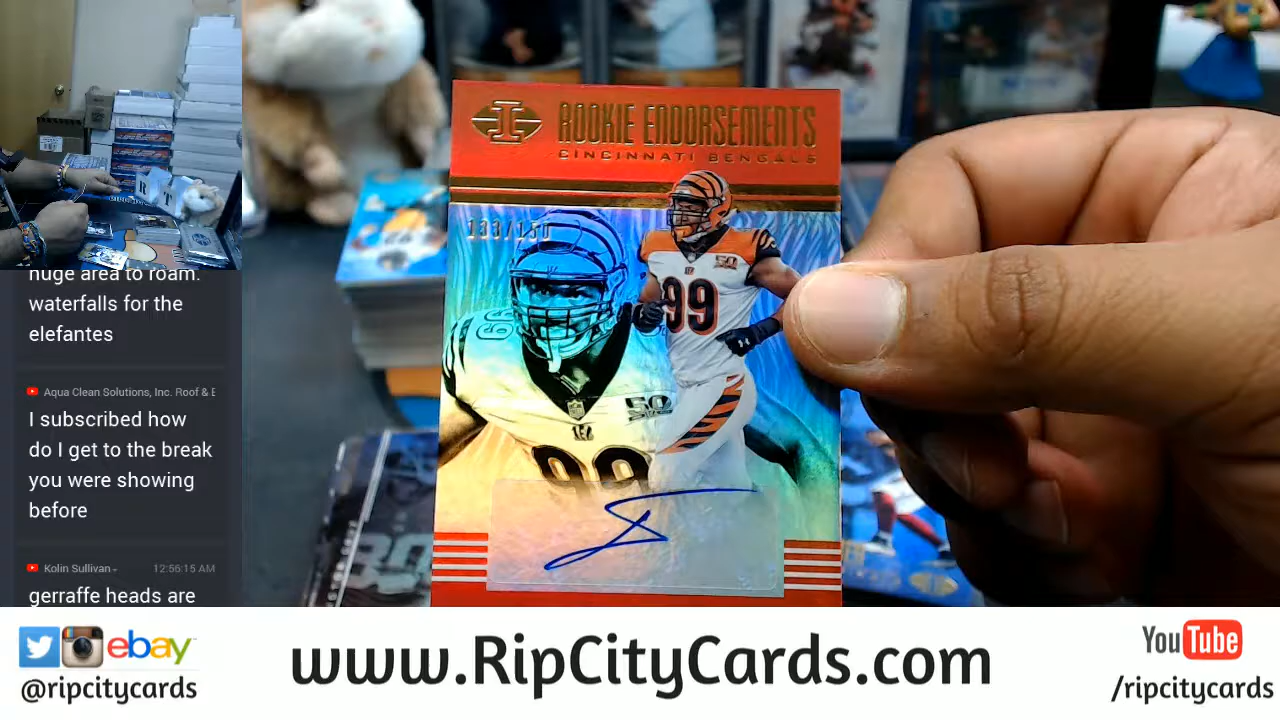 huge area to roam.
waterfalls for the
elefantes
Aqua Clean Solutions, Inc. Roof & E
I subscribed how
do I get to the break
you were showing
before
Kolin Sullivan
12:56:15 AM
gerraffe heads are
ROOKIE ENDORSEMENTS
CINCINNATI BENGALS
133/150
99
50
99
ebay
@ripcitycards
www.RipCityCards.com
YouTube
/ripcitycards